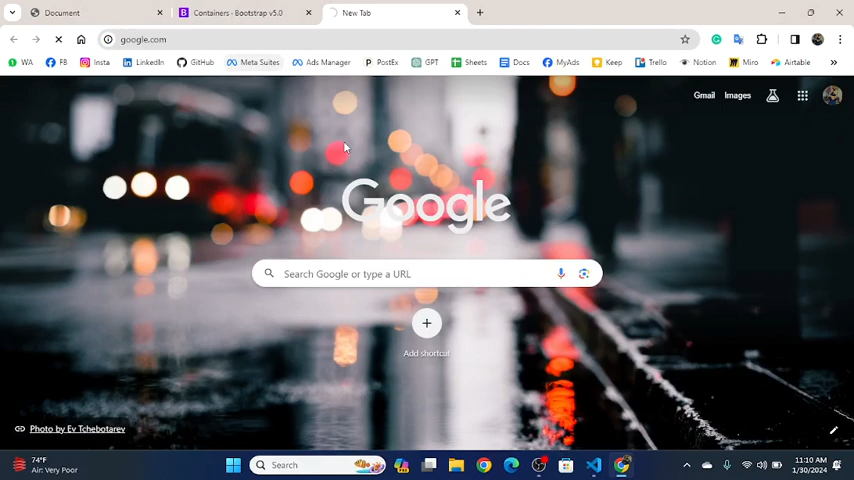 Document
Containers - Bootstrap v5.0
New Tab
google.com
WA
FB
Insta
LinkedIn
GitHub
Meta Suites
Ads Manager
PostEx
GPT
Sheets
Docs
MyAds
Keep
Trello
Notion
Miro
Airtable
Gmail
Images
Google
Search Google or type a URL
Add shortcut
Photo by Ev Tchebotarev
74°F
Air: Very Poor
Search
11:10 AM
1/30/2024